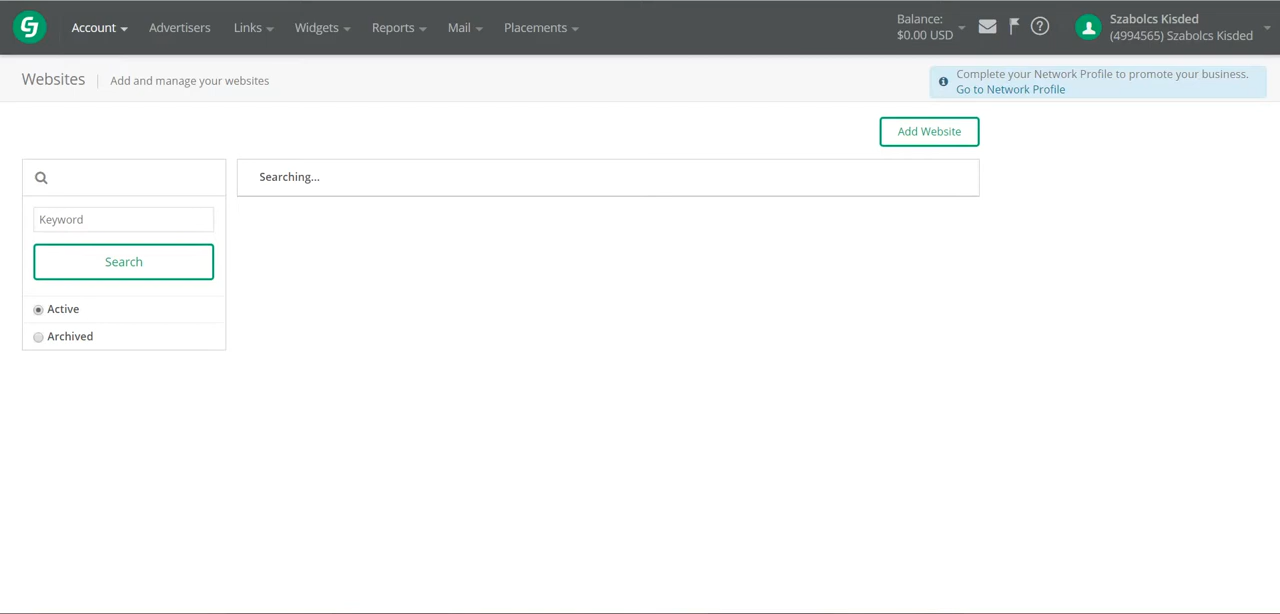 Account
Advertisers
Links
Widgets
Reports
Mail
Placements
Balance:
$0.00 USD
Szabolcs Kisded
(4994565) Szabolcs Kisded
Websites
Add and manage your websites
Complete your Network Profile to promote your business.
Go to Network Profile
Add Website
Searching...
Keyword
Search
Active
Archived